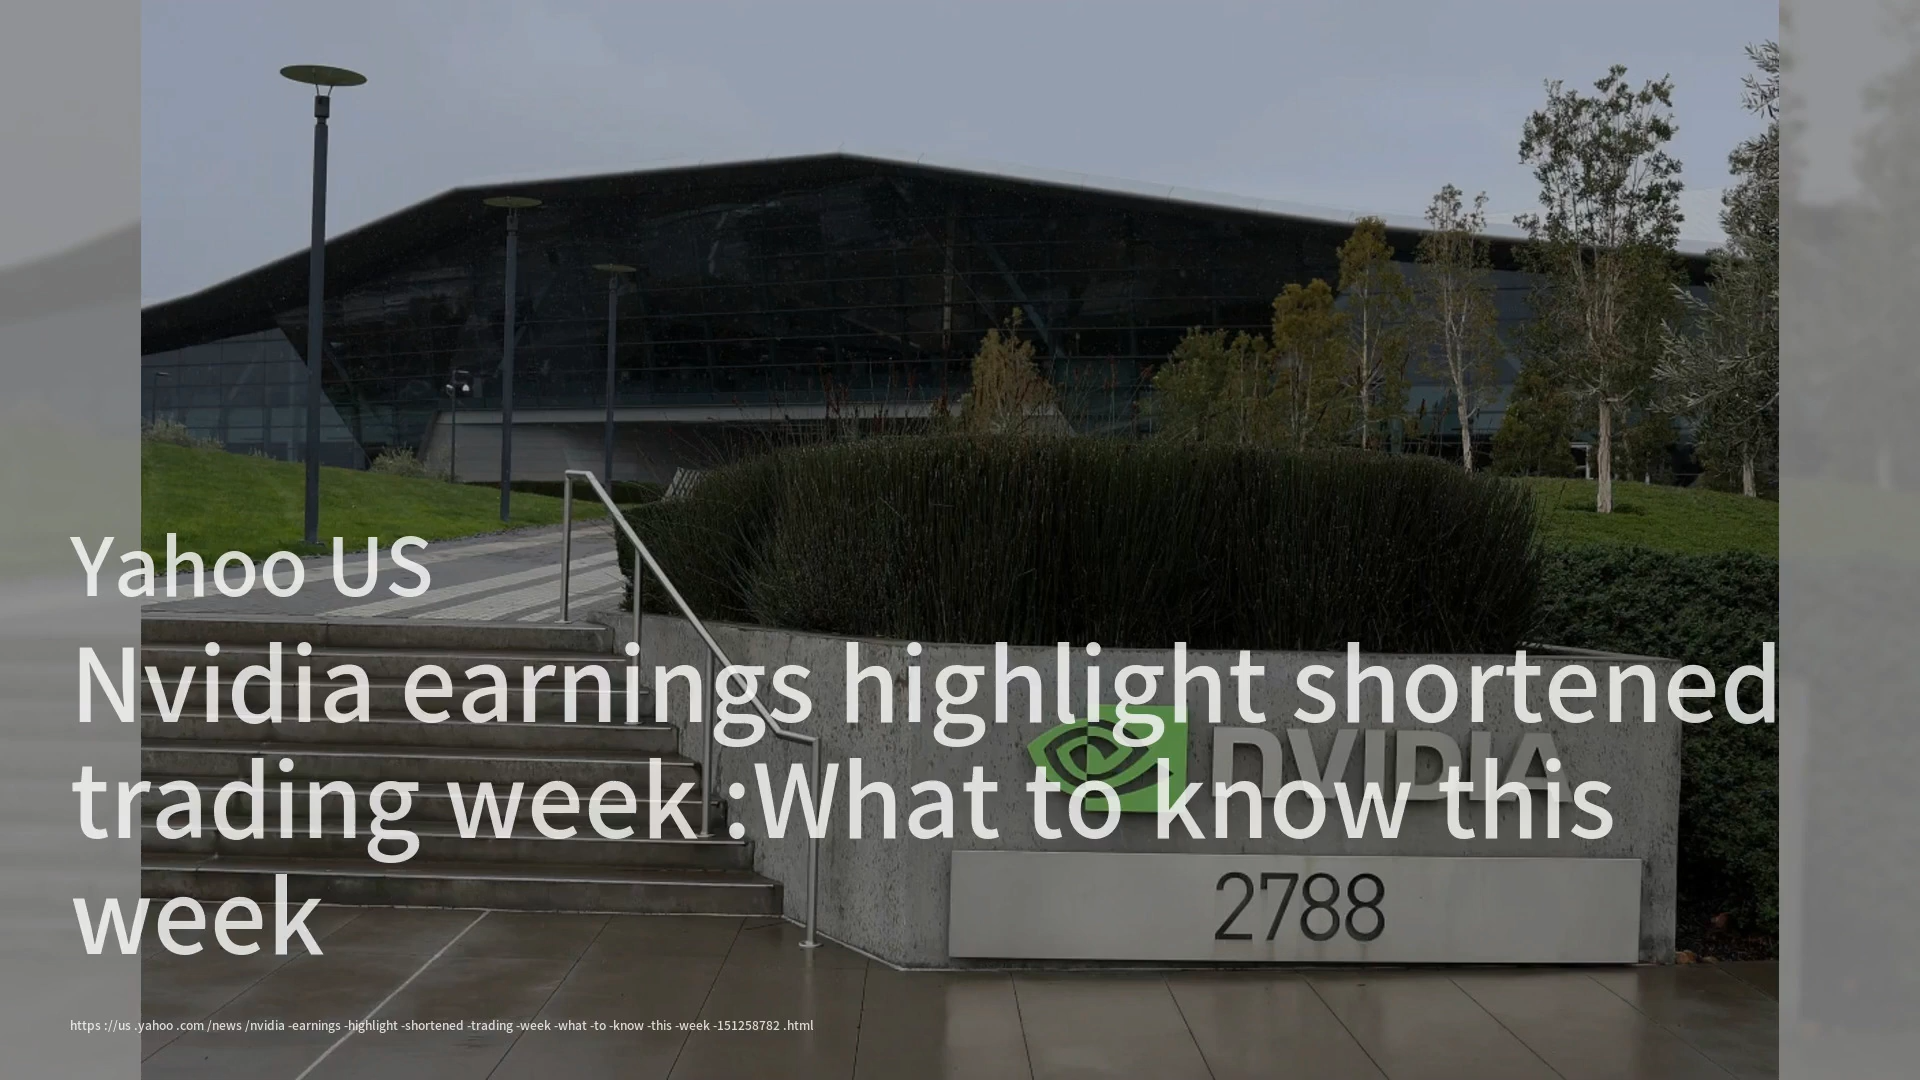 Yahoo US
Nvidia earnings highlight shortened
trading week :What to know this
week
NVIDIA
2788
https ://us .yahoo .com /news /nvidia -earnings -highlight -shortened -trading -week -what -to -know -this -week -151258782 .html